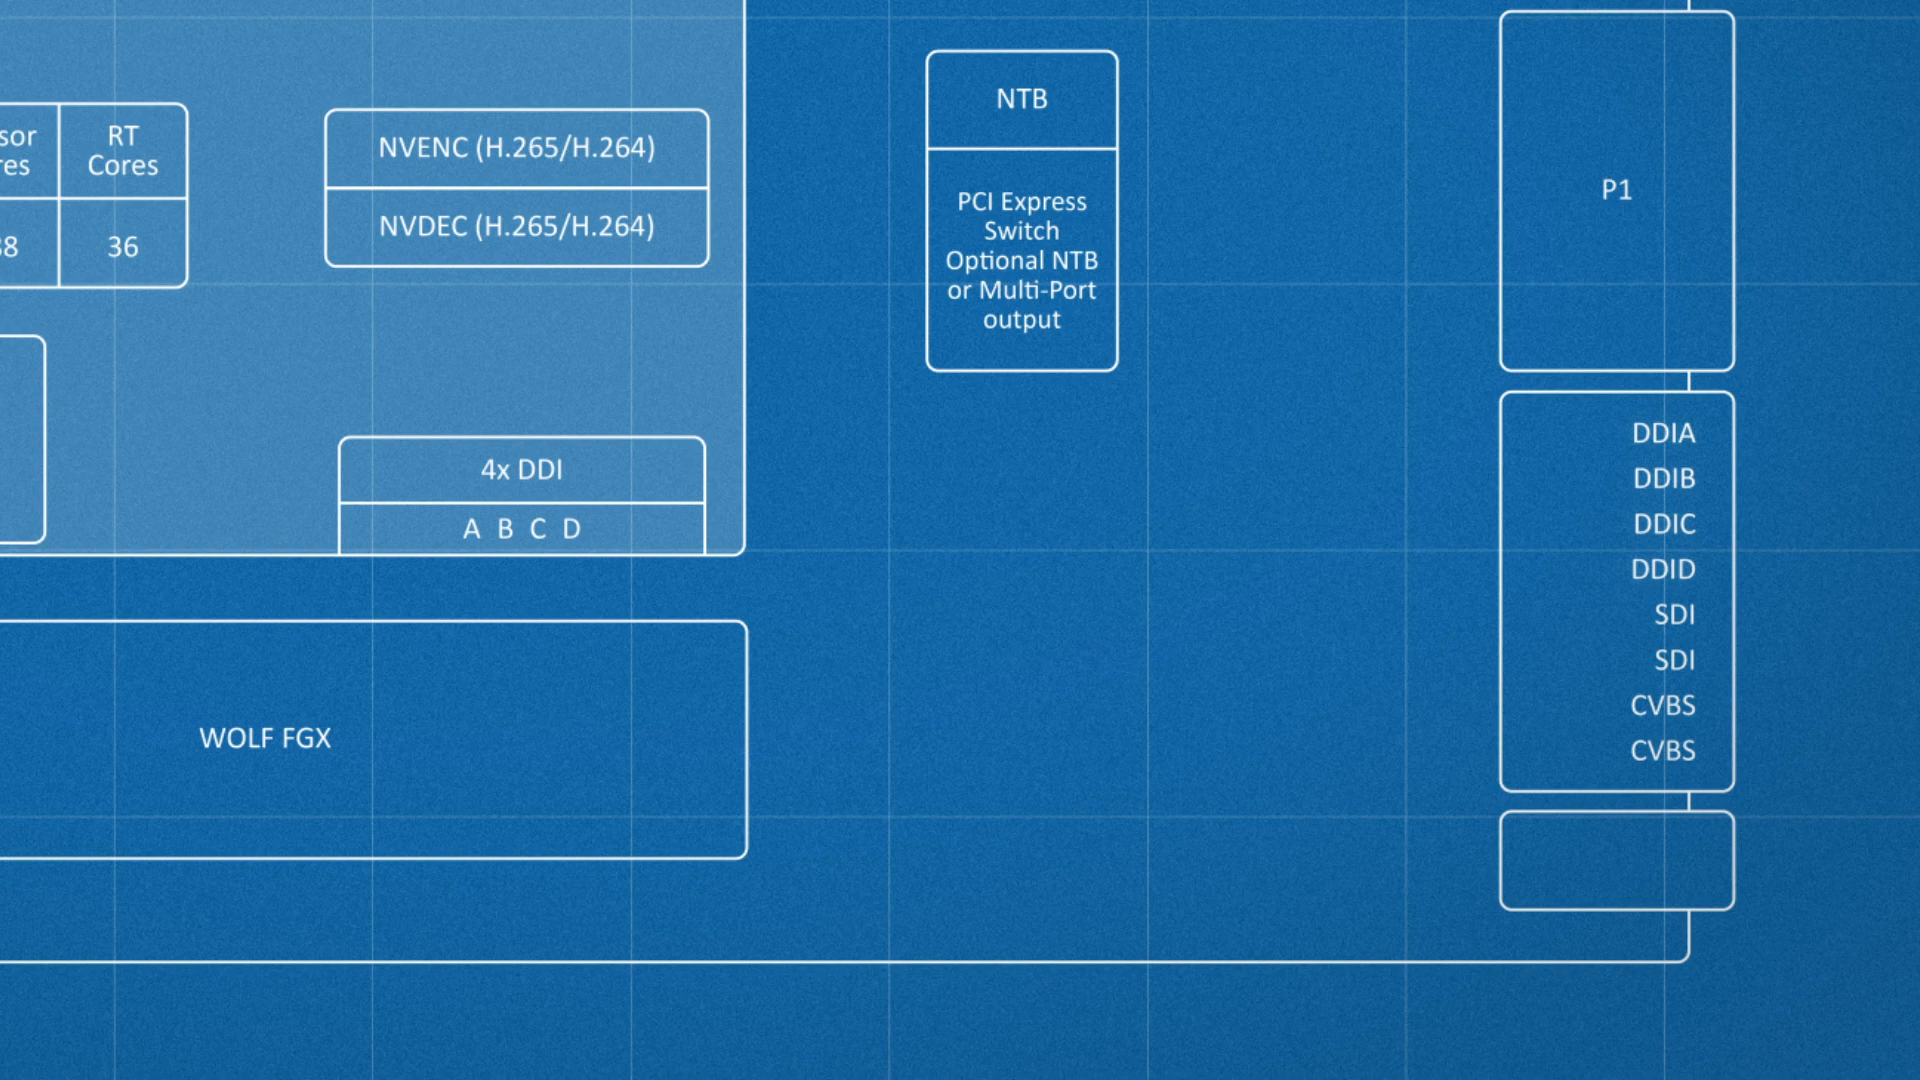 RT
Cores
36
NVENC (H.265/H.264)
NVDEC (H.265/H.264)
4x DDI
A B C D
WOLF FGX
NTB
PCI Express
Switch
Optional NTB
or Multi-Port
output
P1
DDIA
DDIB
DDIC
DDID
SDI
SDI
CVBS
CVBS